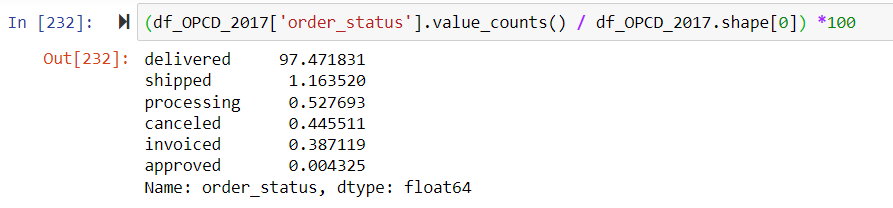 In [232]: (df_OPCD_2017['order_status'].value_counts() / df_OPCD_2017.shape[0]) *100
Out[232]: delivered     97.471831
shipped        1.163520
processing     0.527693
canceled       0.445511
invoiced       0.387119
approved       0.004325
Name: order_status, dtype: float64